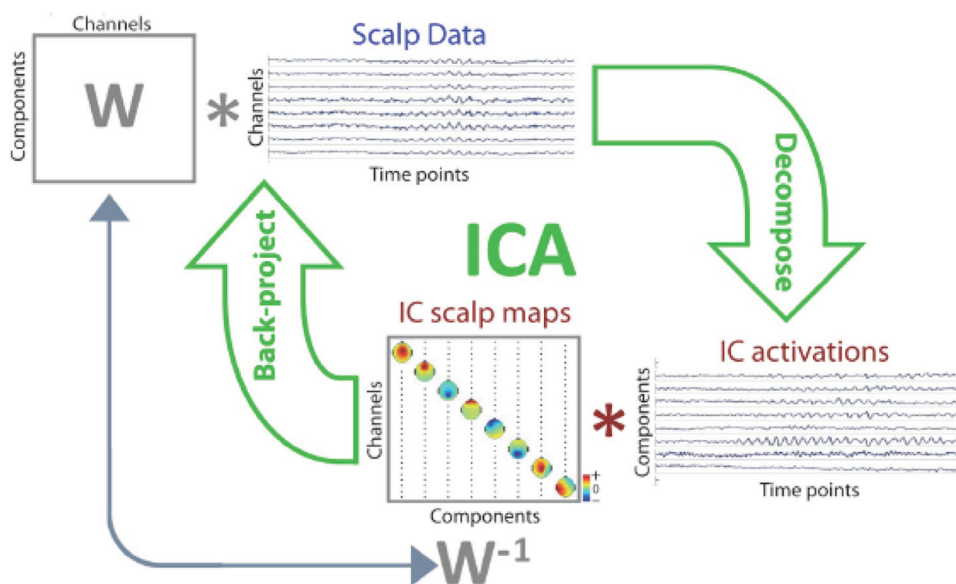 Channels
Components
W
*
Scalp Data
Channels
Time points
Decompose
Back-project
ICA
IC scalp maps
Channels
Components
+
0
–
*
IC activations
Components
Time points
W⁻¹